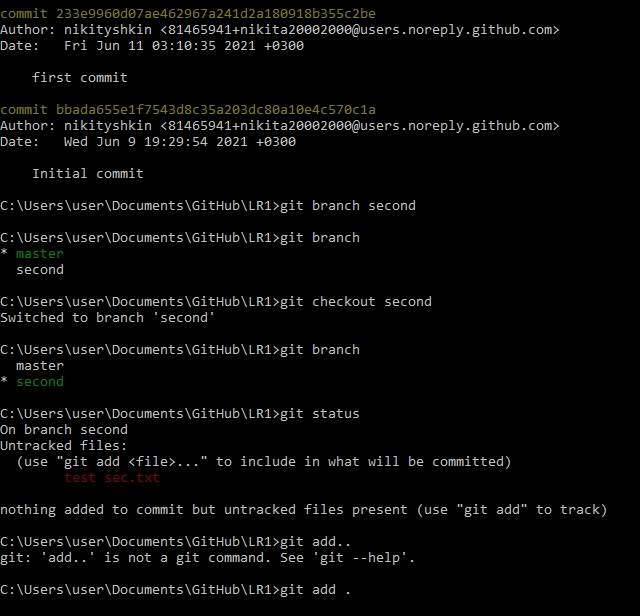 commit 233e9960d07ae462967a241d2a180918b355c2be
Author: nikityshkin <81465941+nikita20002000@users.noreply.github.com>
Date:   Fri Jun 11 03:10:35 2021 +0300
    first commit
commit bbada655e1f7543d8c35a203dc80a10e4c570c1a
Author: nikityshkin <81465941+nikita20002000@users.noreply.github.com>
Date:   Wed Jun 9 19:29:54 2021 +0300
    Initial commit
C:\Users\user\Documents\GitHub\LR1>git branch second
C:\Users\user\Documents\GitHub\LR1>git branch
* master
  second
C:\Users\user\Documents\GitHub\LR1>git checkout second
Switched to branch 'second'
C:\Users\user\Documents\GitHub\LR1>git branch
  master
* second
C:\Users\user\Documents\GitHub\LR1>git status
On branch second
Untracked files:
  (use "git add <file>..." to include in what will be committed)
        test sec.txt
nothing added to commit but untracked files present (use "git add" to track)
C:\Users\user\Documents\GitHub\LR1>git add..
git: 'add..' is not a git command. See 'git --help'.
C:\Users\user\Documents\GitHub\LR1>git add .